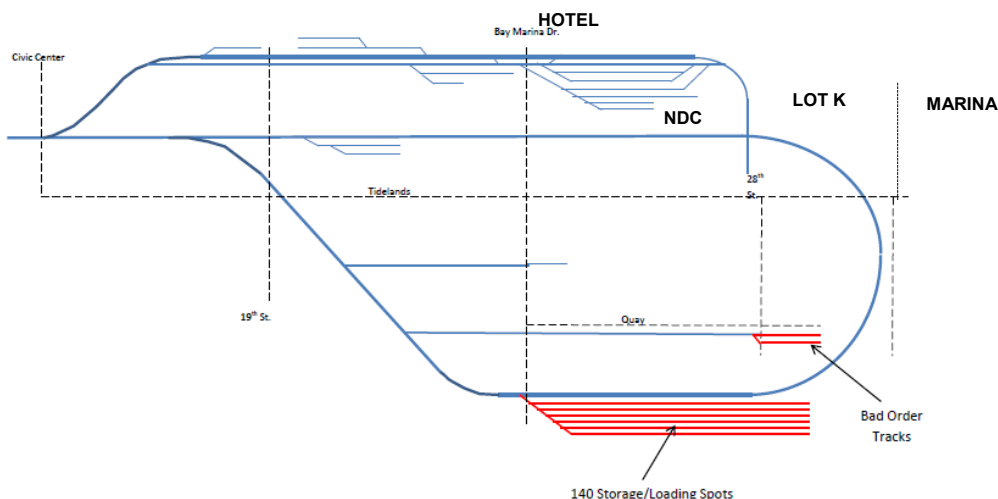 HOTEL
Bay Marina Dr.
Civic Center
LOT K
MARINA
NDC
28th
St.
Tidelands
19th St.
Quay
Bad Order
Tracks
140 Storage/Loading Spots